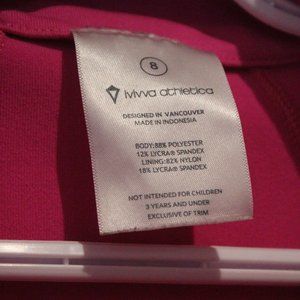 8
ivivva athletica
DESIGNED IN VANCOUVER
MADE IN INDONESIA
BODY:88% POLYESTER
12% LYCRA® SPANDEX
LINING:82% NYLON
18% LYCRA® SPANDEX
NOT INTENDED FOR CHILDREN
3 YEARS AND UNDER
EXCLUSIVE OF TRIM